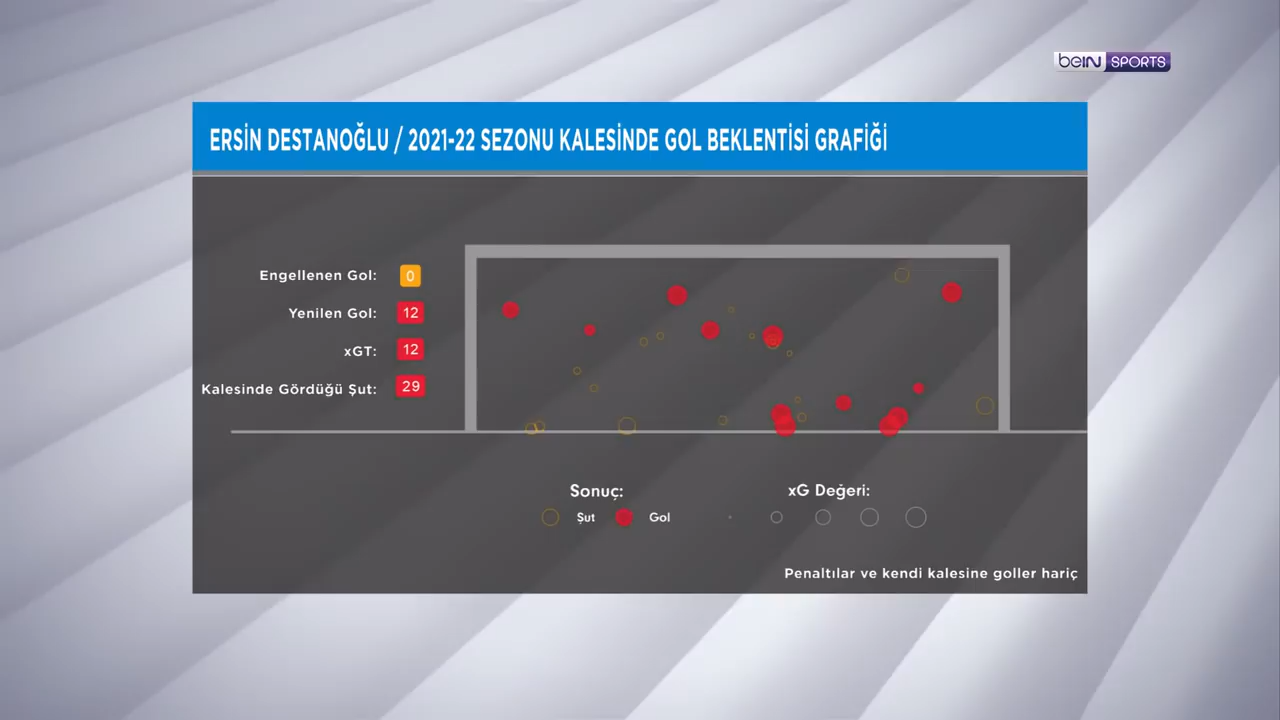 beIN SPORTS
ERSİN DESTANOĞLU / 2021-22 SEZONU KALESİNDE GOL BEKLENTİSİ GRAFİĞİ
Engellenen Gol: 0
Yenilen Gol: 12
xGT: 12
Kalesinde Gördüğü Şut: 29
Sonuç: xG Değeri:
Şut Gol
Penaltılar ve kendi kalesine goller hariç